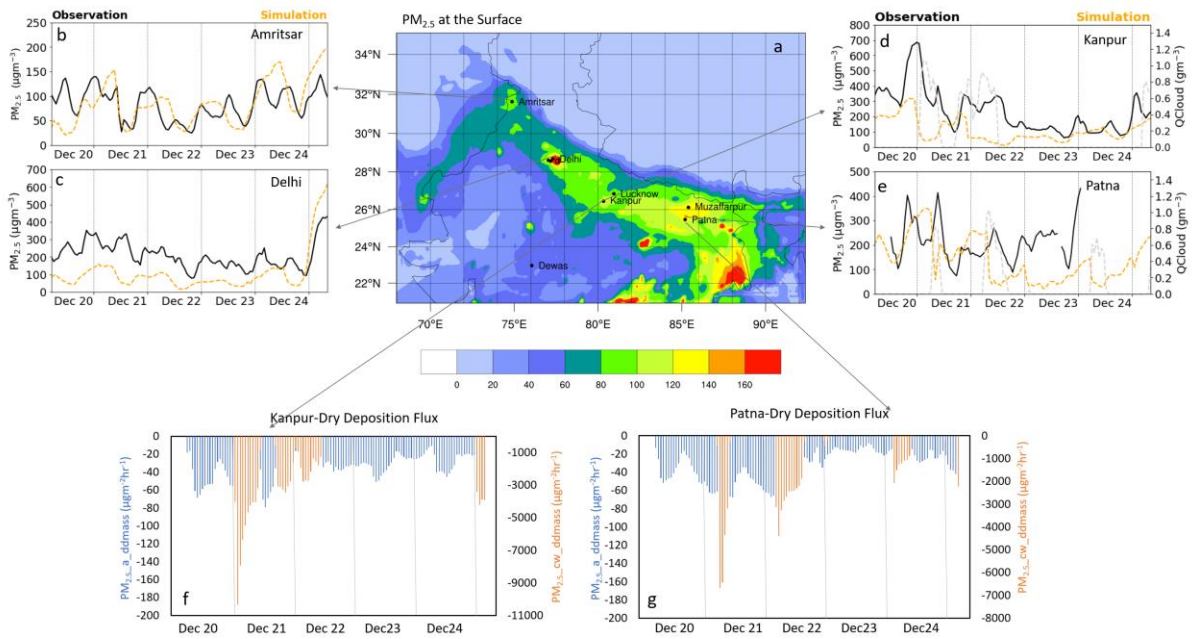 Observation Simulation
b
Amritsar
PM2.5 (µgm⁻³)
250
200
150
100
50
0
Dec 20 Dec 21 Dec 22 Dec 23 Dec 24
c
Delhi
PM2.5 (µgm⁻³)
700
600
500
400
300
200
100
0
Dec 20 Dec 21 Dec 22 Dec 23 Dec 24
PM2.5 at the Surface
a
34°N
32°N
30°N
28°N
26°N
24°N
22°N
Amritsar
Delhi
Lucknow
Kanpur
Muzaffarpur
Patna
Dewas
70°E 75°E 80°E 85°E 90°E
0 20 40 60 80 100 120 140 160
Observation Simulation
d
Kanpur
PM2.5 (µgm⁻³)
800
700
600
500
400
300
200
100
0
1.4
1.2
1.0
0.8
0.6
0.4
0.2
0.0
QCloud (gm⁻³)
Dec 20 Dec 21 Dec 22 Dec 23 Dec 24
e
Patna
PM2.5 (µgm⁻³)
500
400
300
200
100
0
1.4
1.2
1.0
0.8
0.6
0.4
0.2
0.0
QCloud (gm⁻³)
Dec 20 Dec 21 Dec 22 Dec 23 Dec 24
Kanpur-Dry Deposition Flux
PM2.5_a_ddmass (µgm⁻²hr⁻¹)
0
-20
-40
-60
-80
-100
-120
-140
-160
-180
-200
-1000
-3000
-5000
-7000
-9000
-11000
PM2.5_cw_ddmass (µgm⁻²hr⁻¹)
f
Dec 20 Dec 21 Dec 22 Dec23 Dec24
Patna-Dry Deposition Flux
PM2.5_a_ddmass (µgm⁻²hr⁻¹)
0
-20
-40
-60
-80
-100
-120
-140
-160
-180
-200
0
-1000
-2000
-3000
-4000
-5000
-6000
-7000
-8000
PM2.5_cw_ddmass (µgm⁻²hr⁻¹)
g
Dec 20 Dec 21 Dec 22 Dec23 Dec24